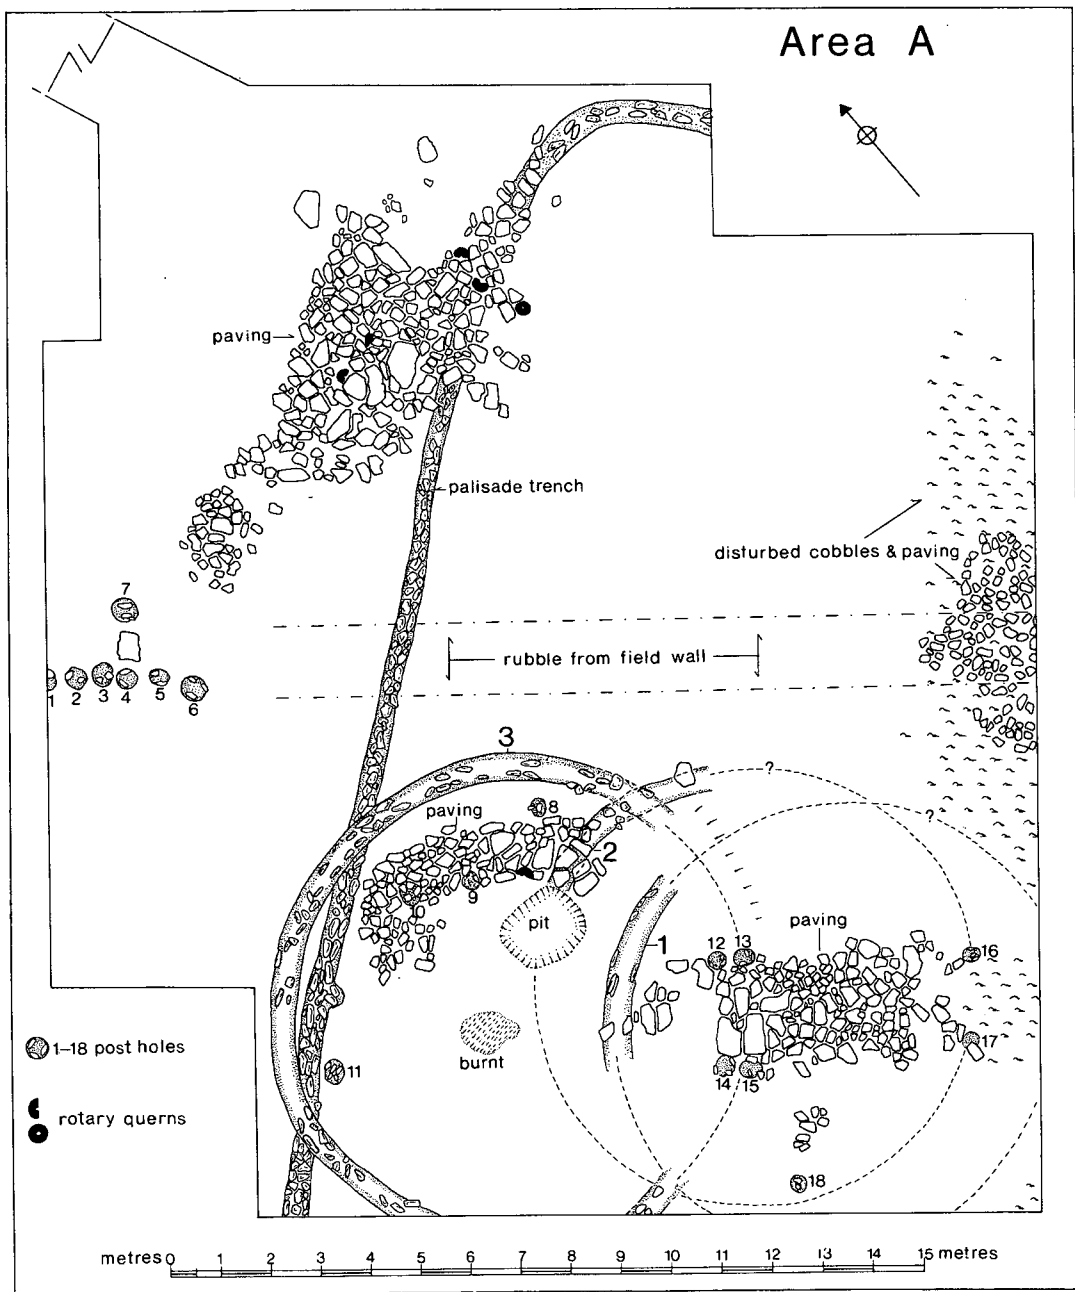 Area A
paving
palisade trench
disturbed cobbles & paving
7
rubble from field wall
1 2 3 4 5 6
3
8
?
?
paving
2
9
10
pit
1
paving
12 13
16
burnt
17
11
14 15
18
1–18 post holes
rotary querns
metres 0 1 2 3 4 5 6 7 8 9 10 11 12 13 14 15 metres